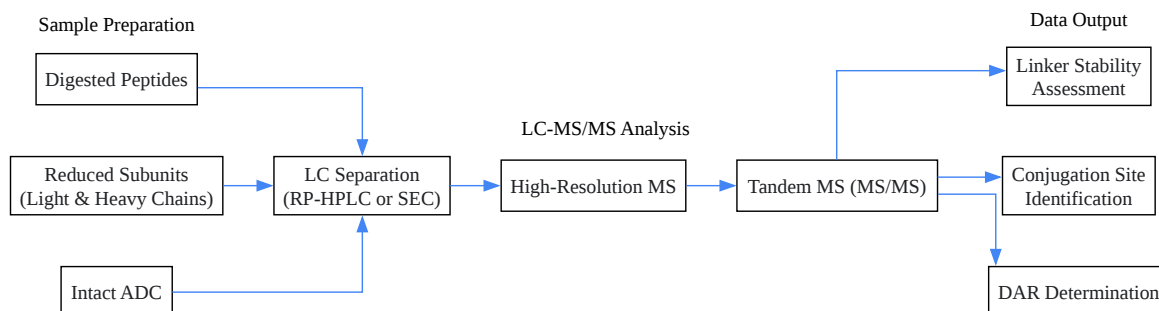 Sample Preparation
Data Output
Digested Peptides
Linker Stability
Assessment
LC-MS/MS Analysis
Reduced Subunits
(Light & Heavy Chains)
LC Separation
(RP-HPLC or SEC)
High-Resolution MS
Tandem MS (MS/MS)
Conjugation Site
Identification
Intact ADC
DAR Determination